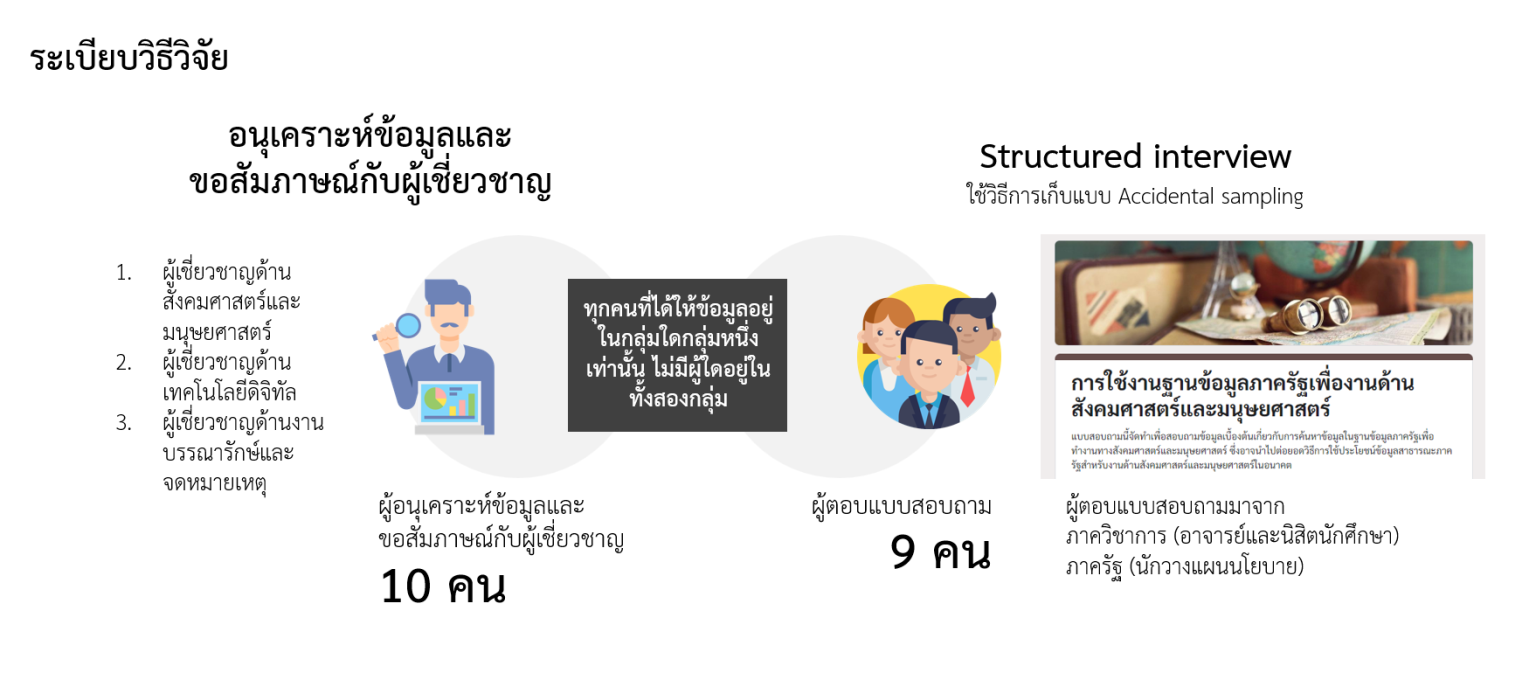 ระเบียบวิธีวิจัย
อนุเคราะห์ข้อมูลและ
ขอสัมภาษณ์กับผู้เชี่ยวชาญ
1. ผู้เชี่ยวชาญด้าน
สังคมศาสตร์และ
มนุษยศาสตร์
2. ผู้เชี่ยวชาญด้าน
เทคโนโลยีดิจิทัล
3. ผู้เชี่ยวชาญด้านงาน
บรรณารักษ์และ
จดหมายเหตุ
ผู้อนุเคราะห์ข้อมูลและ
ขอสัมภาษณ์กับผู้เชี่ยวชาญ
10 คน
ทุกคนที่ได้ให้ข้อมูลอยู่
ในกลุ่มใดกลุ่มหนึ่ง
เท่านั้น ไม่มีผู้ใดอยู่ใน
ทั้งสองกลุ่ม
Structured interview
ใช้วิธีการเก็บแบบ Accidental sampling
ผู้ตอบแบบสอบถาม
9 คน
การใช้งานฐานข้อมูลภาครัฐเพื่องานด้าน
สังคมศาสตร์และมนุษยศาสตร์
แบบสอบถามนี้จัดทำเพื่อสอบถามข้อมูลเบื้องต้นเกี่ยวกับการค้นหาข้อมูลในฐานข้อมูลภาครัฐเพื่อ
ทำงานทางสังคมศาสตร์และมนุษยศาสตร์ ซึ่งอาจนำไปต่อยอดวิธีการใช้ประโยชน์ข้อมูลสาธารณะภาค
รัฐสำหรับงานด้านสังคมศาสตร์และมนุษยศาสตร์ในอนาคต
ผู้ตอบแบบสอบถามมาจาก
ภาควิชาการ (อาจารย์และนิสิตนักศึกษา)
ภาครัฐ (นักวางแผนนโยบาย)